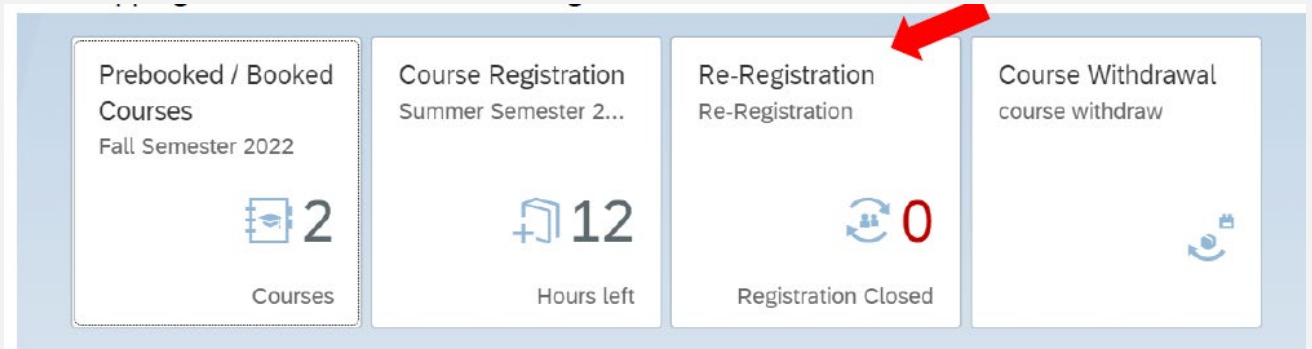 Prebooked / Booked
Courses
Fall Semester 2022
2
Courses
Course Registration
Summer Semester 2...
12
Hours left
Re-Registration
Re-Registration
0
Registration Closed
Course Withdrawal
course withdraw